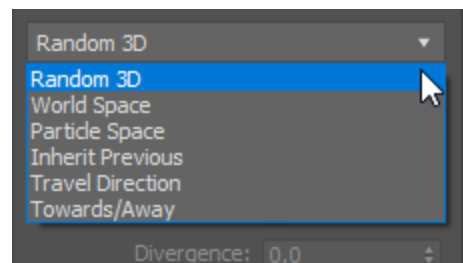 Random 3D
Random 3D
World Space
Particle Space
Inherit Previous
Travel Direction
Towards/Away
Divergence: 0.0